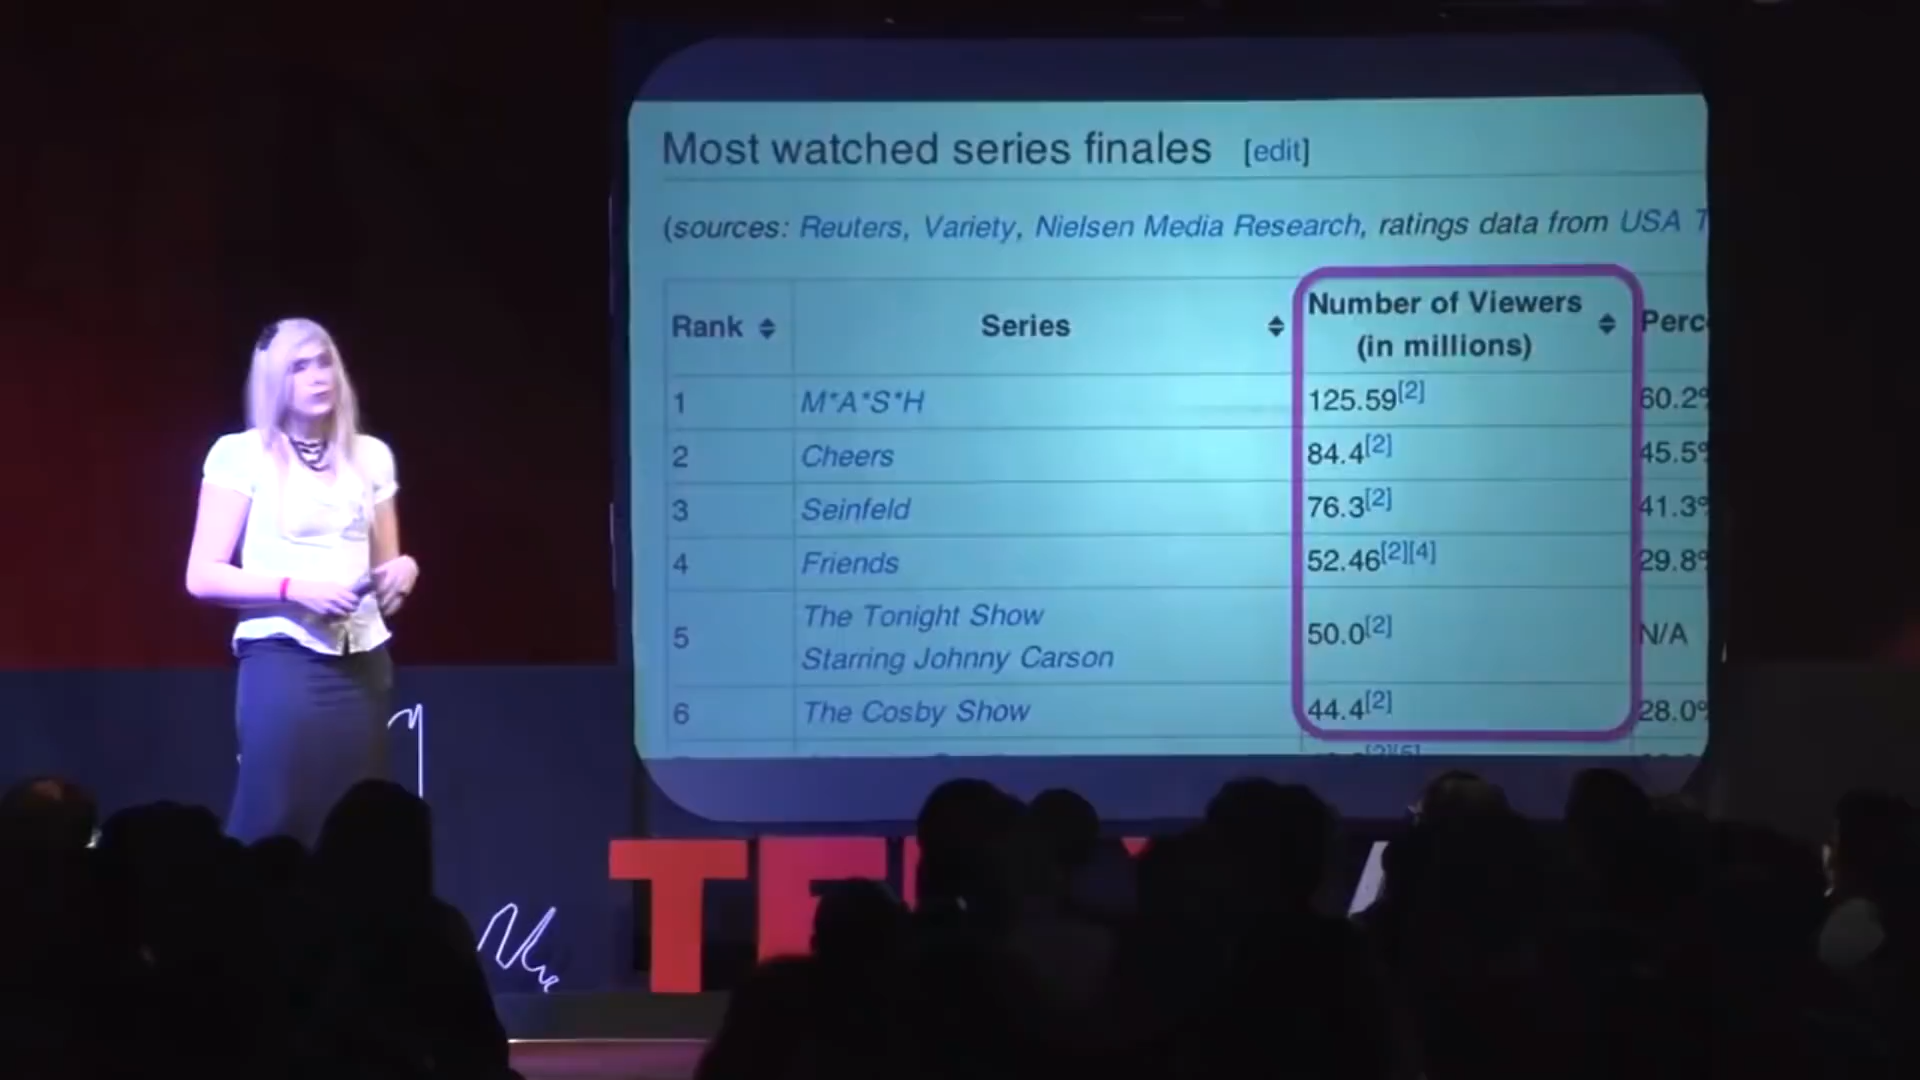 Most watched series finales [edit]
(sources: Reuters, Variety, Nielsen Media Research, ratings data from USA T
Rank Series Number of Viewers (in millions) Perc
1 M*A*S*H 125.59[2] 60.2%
2 Cheers 84.4[2] 45.5%
3 Seinfeld 76.3[2] 41.3%
4 Friends 52.46[2][4] 29.8%
5 The Tonight Show Starring Johnny Carson 50.0[2] N/A
6 The Cosby Show 44.4[2] 28.0%
TED